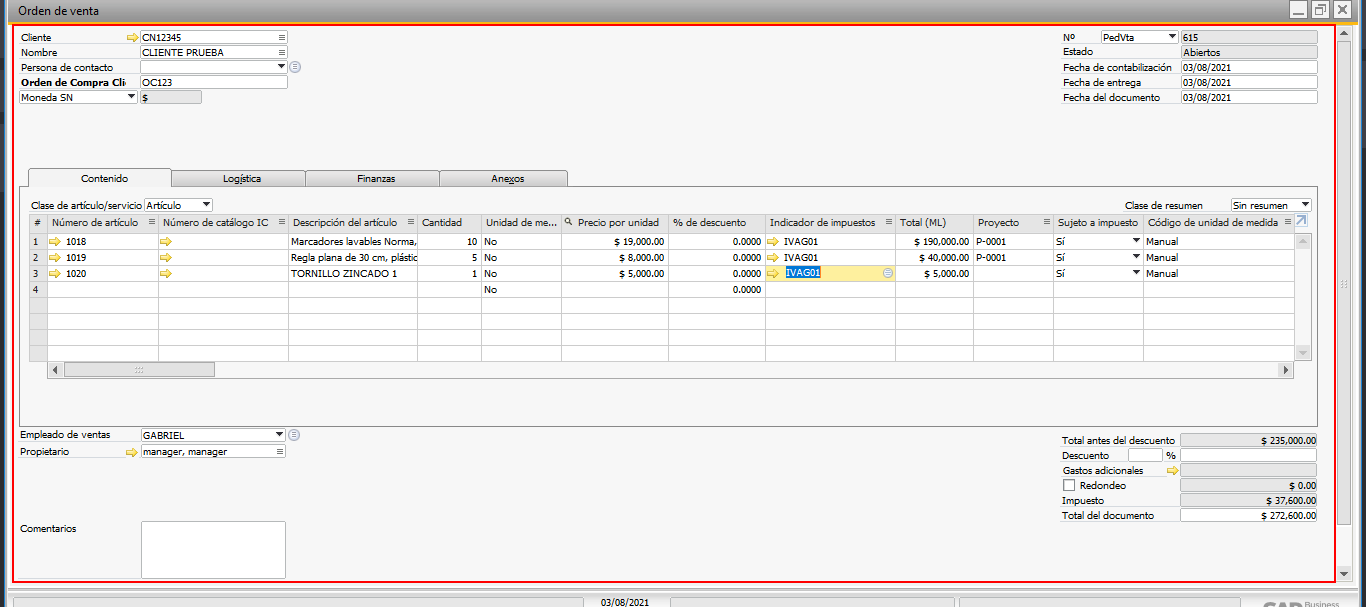 Orden de venta
Cliente CN12345
Nombre CLIENTE PRUEBA
Persona de contacto
Orden de Compra Cli OC123
Moneda SN $
Nº PedVta 615
Estado Abiertos
Fecha de contabilización 03/08/2021
Fecha de entrega 03/08/2021
Fecha del documento 03/08/2021
Contenido Logística Finanzas Anexos
Clase de artículo/servicio Artículo Clase de resumen Sin resumen
# Número de artículo Número de catálogo IC Descripción del artículo Cantidad Unidad de me... Precio por unidad % de descuento Indicador de impuestos Total (ML) Proyecto Sujeto a impuesto Código de unidad de medida
1 1018 Marcadores lavables Norma, 10 No $ 19,000.00 0.0000 IVAG01 $ 190,000.00 P-0001 Sí Manual
2 1019 Regla plana de 30 cm, plástic 5 No $ 8,000.00 0.0000 IVAG01 $ 40,000.00 P-0001 Sí Manual
3 1020 TORNILLO ZINCADO 1 1 No $ 5,000.00 0.0000 IVAG01 $ 5,000.00 Sí Manual
4 No 0.0000
Empleado de ventas GABRIEL
Propietario manager, manager
Total antes del descuento $ 235,000.00
Descuento %
Gastos adicionales
Redondeo $ 0.00
Impuesto $ 37,600.00
Total del documento $ 272,600.00
Comentarios
03/08/2021
SAP Business